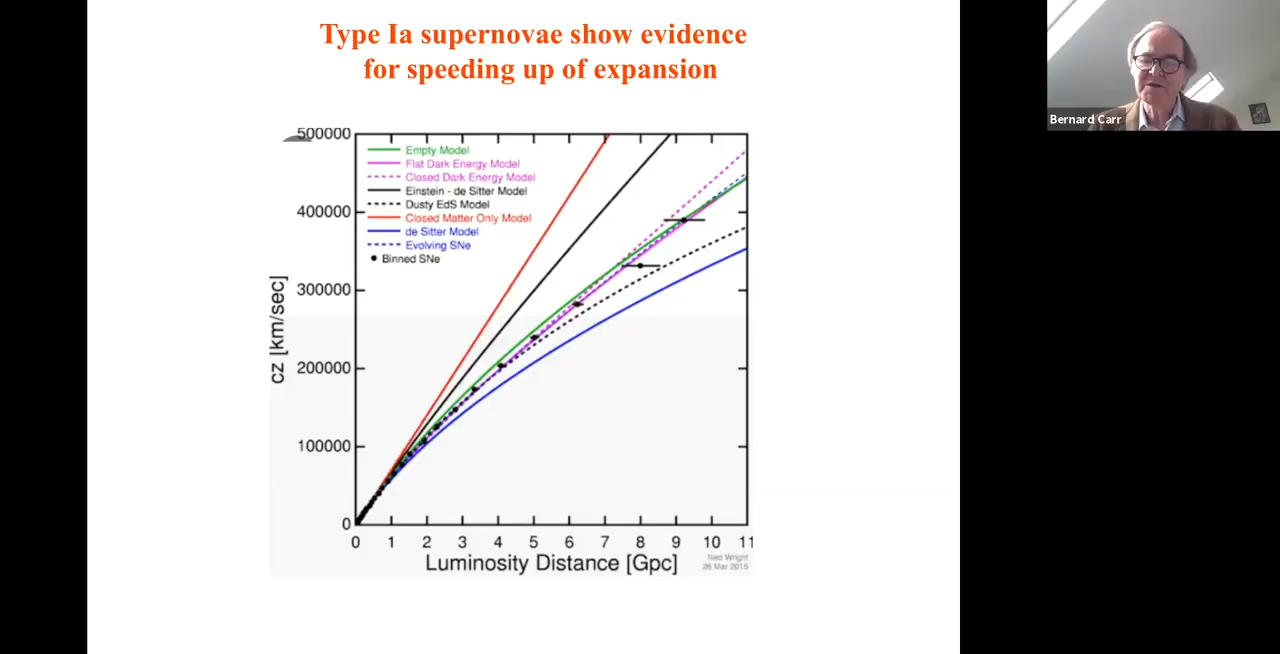 Type Ia supernovae show evidence
for speeding up of expansion
Bernard Carr
500000
400000
300000
200000
100000
0
cz [km/sec]
Empty Model
Flat Dark Energy Model
Closed Dark Energy Model
Einstein - de Sitter Model
Dusty EdS Model
Closed Matter Only Model
de Sitter Model
Evolving SNe
Binned SNe
0 1 2 3 4 5 6 7 8 9 10 11
Luminosity Distance [Gpc]
Ned Wright
26 Mar 2015